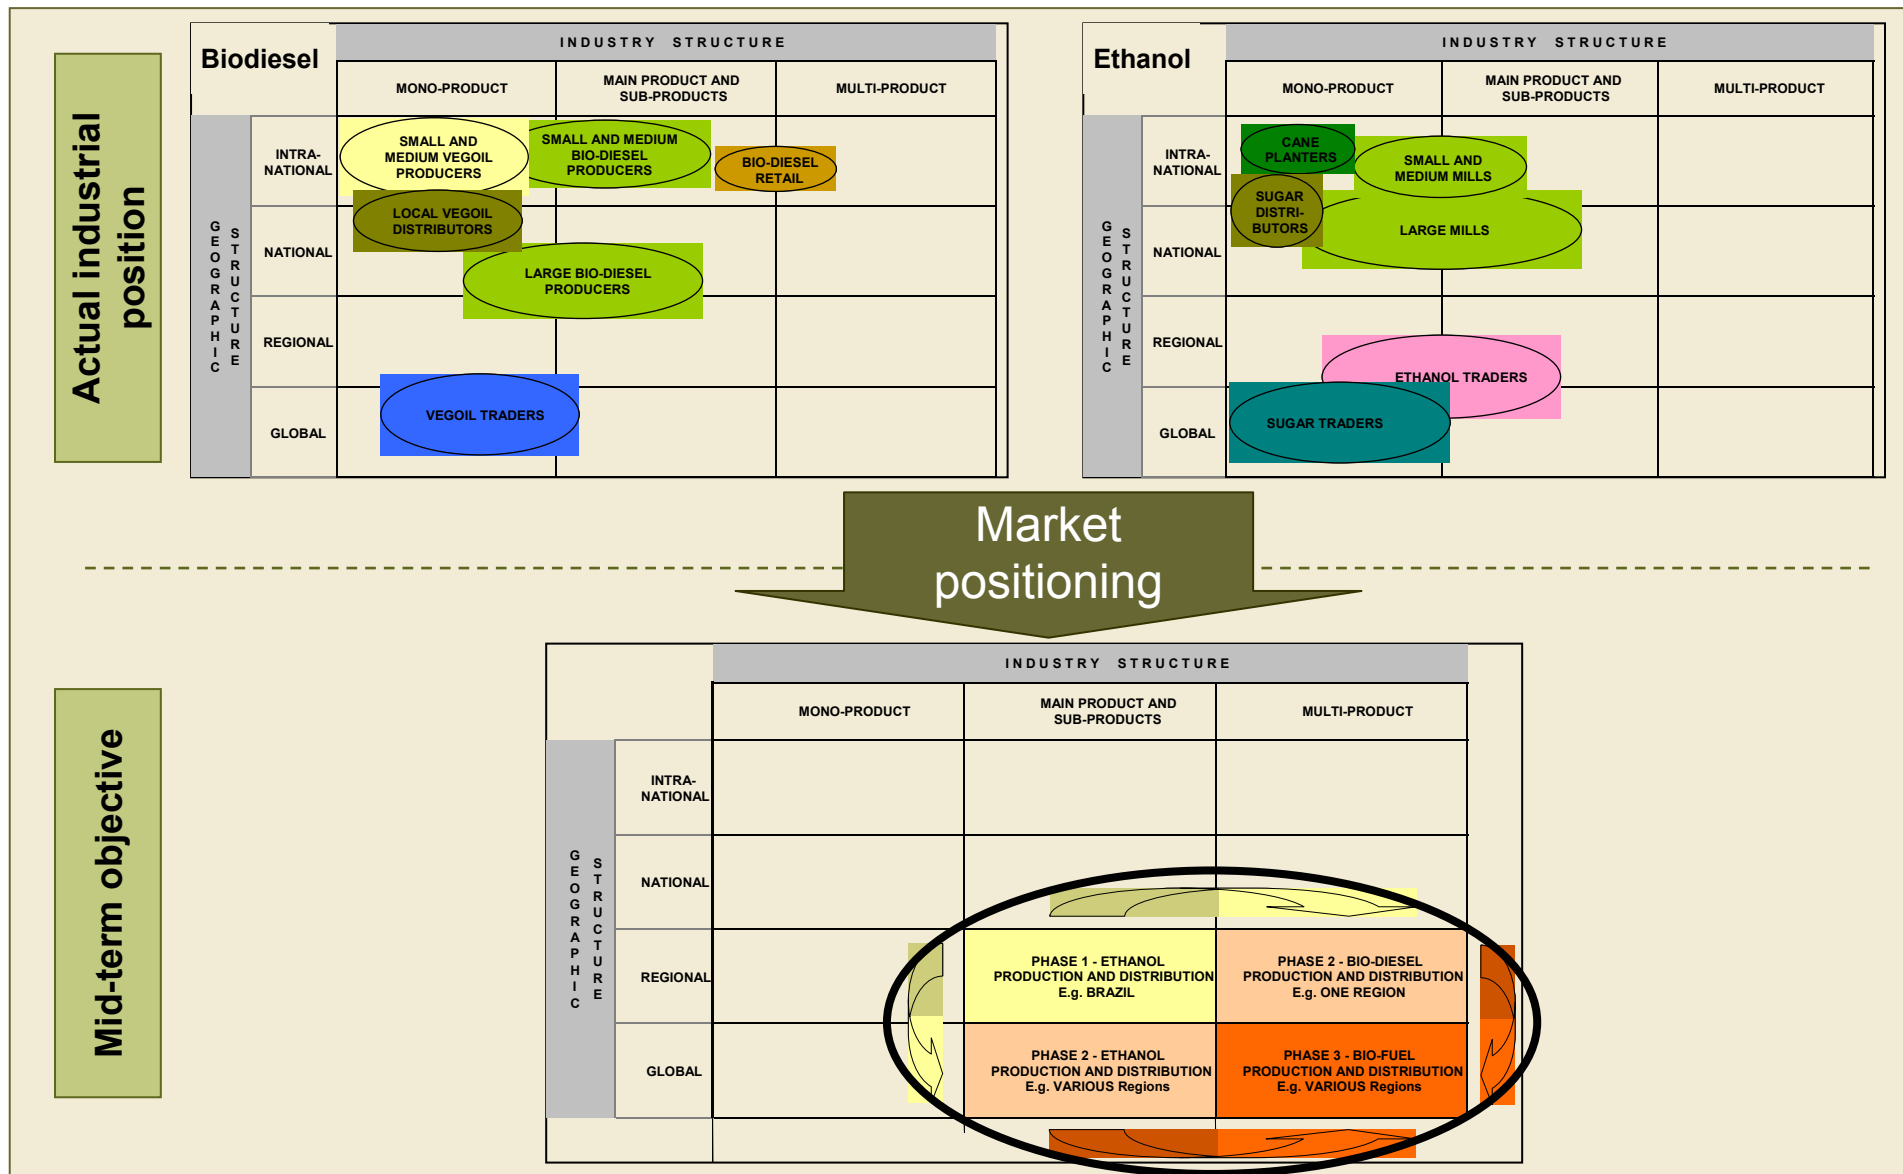 Actual industrial
position
Biodiesel
INDUSTRY STRUCTURE
MONO-PRODUCT
MAIN PRODUCT AND
SUB-PRODUCTS
MULTI-PRODUCT
GEOGRAPHIC
STRUCTURE
INTRA-
NATIONAL
NATIONAL
REGIONAL
GLOBAL
SMALL AND
MEDIUM VEGOIL
PRODUCERS
SMALL AND MEDIUM
BIO-DIESEL
PRODUCERS
BIO-DIESEL
RETAIL
LOCAL VEGOIL
DISTRIBUTORS
LARGE BIO-DIESEL
PRODUCERS
VEGOIL TRADERS
Ethanol
INDUSTRY STRUCTURE
MONO-PRODUCT
MAIN PRODUCT AND
SUB-PRODUCTS
MULTI-PRODUCT
GEOGRAPHIC
STRUCTURE
INTRA-
NATIONAL
NATIONAL
REGIONAL
GLOBAL
CANE
PLANTERS
SMALL AND
MEDIUM MILLS
SUGAR
DISTRI-
BUTORS
LARGE MILLS
ETHANOL TRADERS
SUGAR TRADERS
Market
positioning
Mid-term objective
INDUSTRY STRUCTURE
MONO-PRODUCT
MAIN PRODUCT AND
SUB-PRODUCTS
MULTI-PRODUCT
GEOGRAPHIC
STRUCTURE
INTRA-
NATIONAL
NATIONAL
REGIONAL
GLOBAL
PHASE 1 - ETHANOL
PRODUCTION AND DISTRIBUTION
E.g. BRAZIL
PHASE 2 - BIO-DIESEL
PRODUCTION AND DISTRIBUTION
E.g. ONE REGION
PHASE 2 - ETHANOL
PRODUCTION AND DISTRIBUTION
E.g. VARIOUS Regions
PHASE 3 - BIO-FUEL
PRODUCTION AND DISTRIBUTION
E.g. VARIOUS Regions